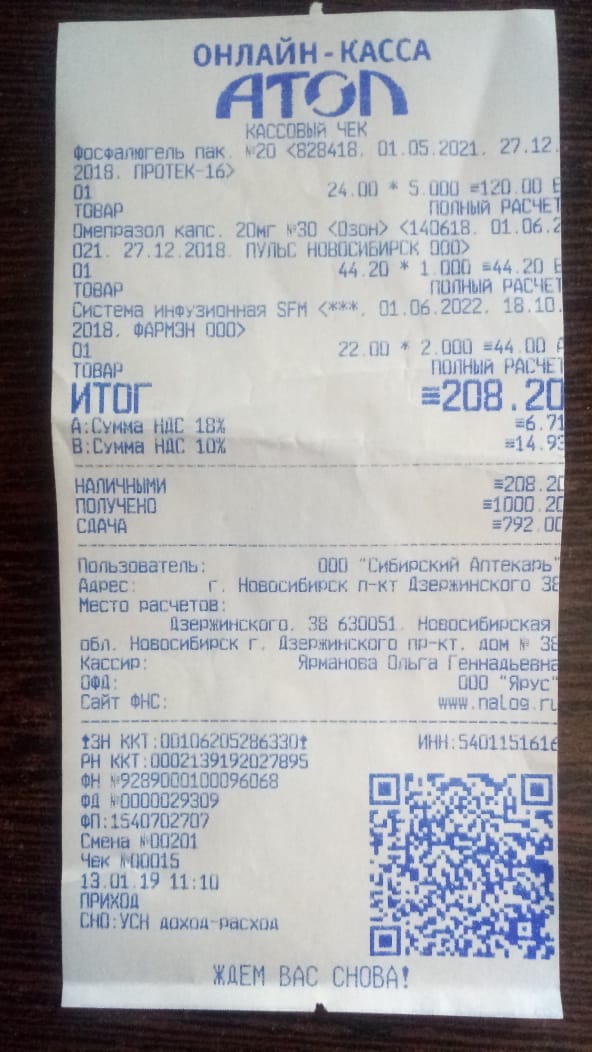 ОНЛАЙН-КАССА
АТОЛ
КАССОВЫЙ ЧЕК
Фосфалюгель пак. №20 <828418. 01.05.2021. 27.12.
2018. ПРОТЕК-16>
01 24.00 * 5.000 ≡120.00 В
ТОВАР ПОЛНЫЙ РАСЧЕТ
Омепразол капс. 20мг №30 <Озон> <140618. 01.06.2
021. 27.12.2018. ПУЛЬС НОВОСИБИРСК ООО>
01 44.20 * 1.000 ≡44.20 В
ТОВАР ПОЛНЫЙ РАСЧЕТ
Система инфузионная SFM <***. 01.06.2022. 18.10.
2018. ФАРМЭН ООО>
01 22.00 * 2.000 ≡44.00 А
ТОВАР ПОЛНЫЙ РАСЧЕТ
ИТОГ ≡208.20
А:Сумма НДС 18% ≡6.71
В:Сумма НДС 10% ≡14.93
НАЛИЧНЫМИ ≡208.20
ПОЛУЧЕНО ≡1000.20
СДАЧА ≡792.00
Пользователь: ООО "Сибирский Аптекарь"
Адрес: г. Новосибирск п-кт Дзержинского 38
Место расчетов:
Дзержинского. 38 630051. Новосибирская
обл. Новосибирск г. Дзержинского пр-кт. дом № 38
Кассир: Ярманова Ольга Геннадьевна
ОФД: ООО "Ярус"
Сайт ФНС: www.nalog.ru
ЗН ККТ:00106205286330 ИНН:5401151616
РН ККТ:0002139192027895
ФН №9289000100096068
ФД №0000029309
ФП:1540702707
Смена №00201
Чек №00015
13.01.19 11:10
ПРИХОД
СНО:УСН доход-расход
ЖДЕМ ВАС СНОВА!